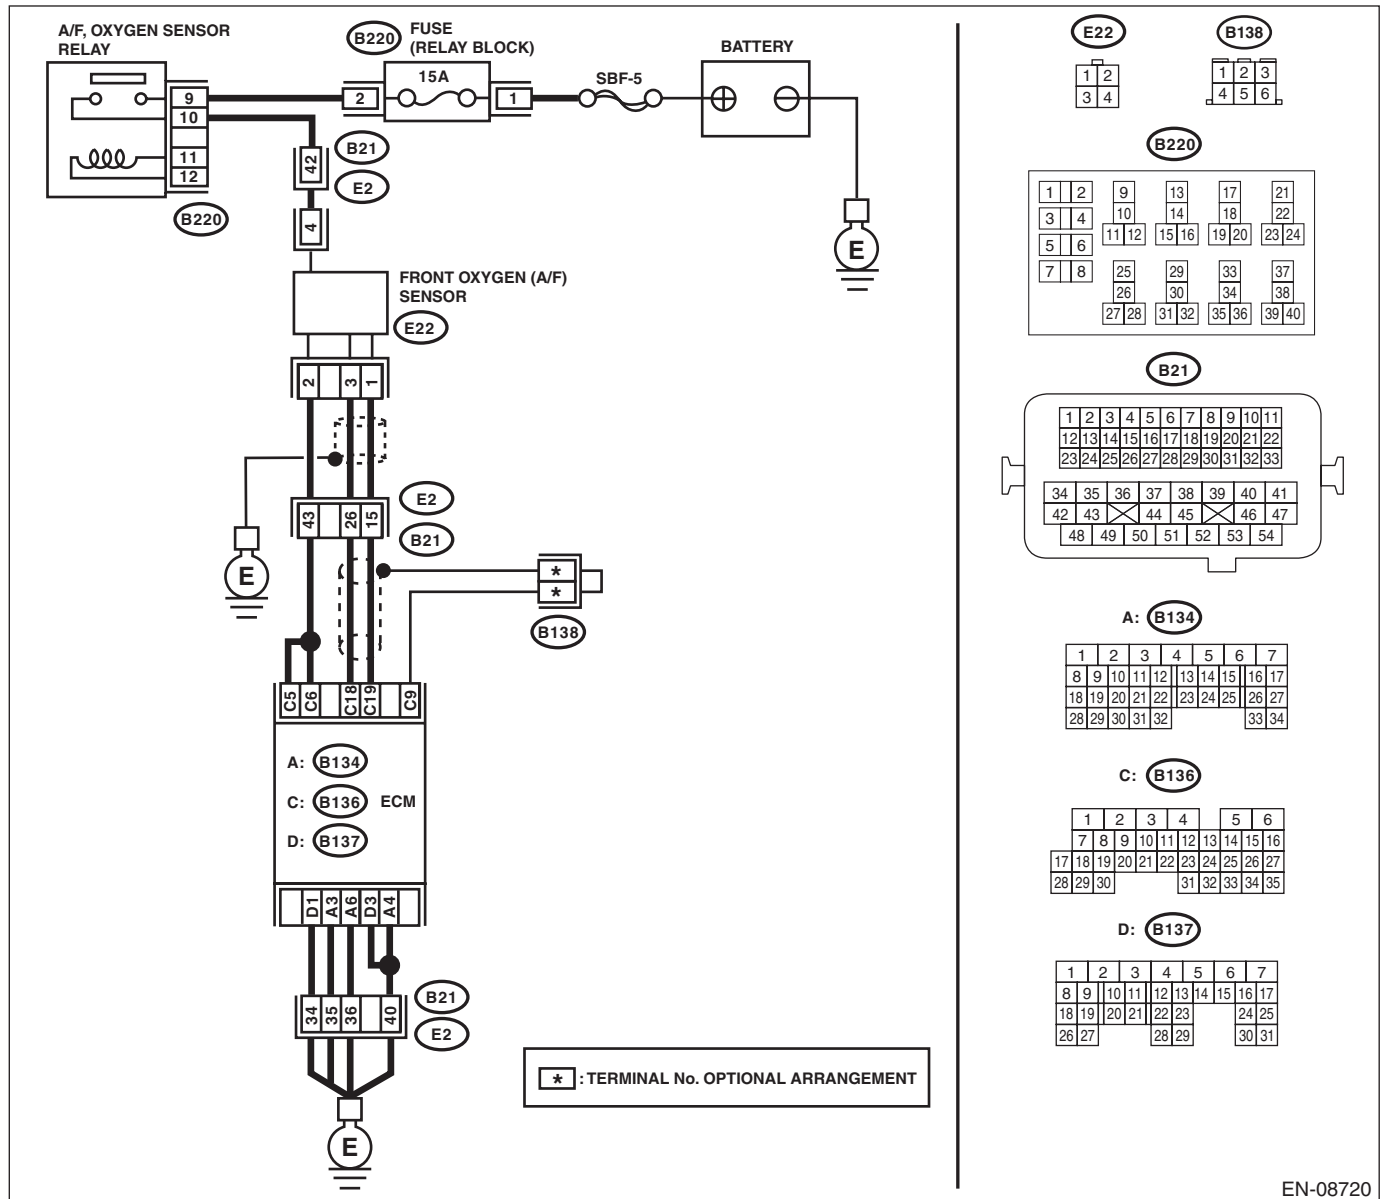 A/F, OXYGEN SENSOR
RELAY
9
10
11
12
B220
B220
FUSE
(RELAY BLOCK)
15A
2
1
SBF-5
BATTERY
E
42
B21
E2
4
FRONT OXYGEN (A/F)
SENSOR
E22
2 3 1
E
43 26 15
E2
B21
*
*
B138
C5 C6 C18 C19 C9
A: B134
C: B136 ECM
D: B137
D1 A3 A6 D3 A4
34 35 36 40
B21
E2
E
* : TERMINAL No. OPTIONAL ARRANGEMENT
E22
1 2
3 4
B138
1 2 3
4 5 6
B220
1 2 9 13 17 21
3 4 10 14 18 22
11 12 15 16 19 20 23 24
5 6
7 8 25 29 33 37
26 30 34 38
27 28 31 32 35 36 39 40
B21
1 2 3 4 5 6 7 8 9 10 11
12 13 14 15 16 17 18 19 20 21 22
23 24 25 26 27 28 29 30 31 32 33
34 35 36 37 38 39 40 41
42 43 44 45 46 47
48 49 50 51 52 53 54
A: B134
1 2 3 4 5 6 7
8 9 10 11 12 13 14 15 16 17
18 19 20 21 22 23 24 25 26 27
28 29 30 31 32 33 34
C: B136
1 2 3 4 5 6
7 8 9 10 11 12 13 14 15 16
17 18 19 20 21 22 23 24 25 26 27
28 29 30 31 32 33 34 35
D: B137
1 2 3 4 5 6 7
8 9 10 11 12 13 14 15 16 17
18 19 20 21 22 23 24 25
26 27 28 29 30 31
EN-08720